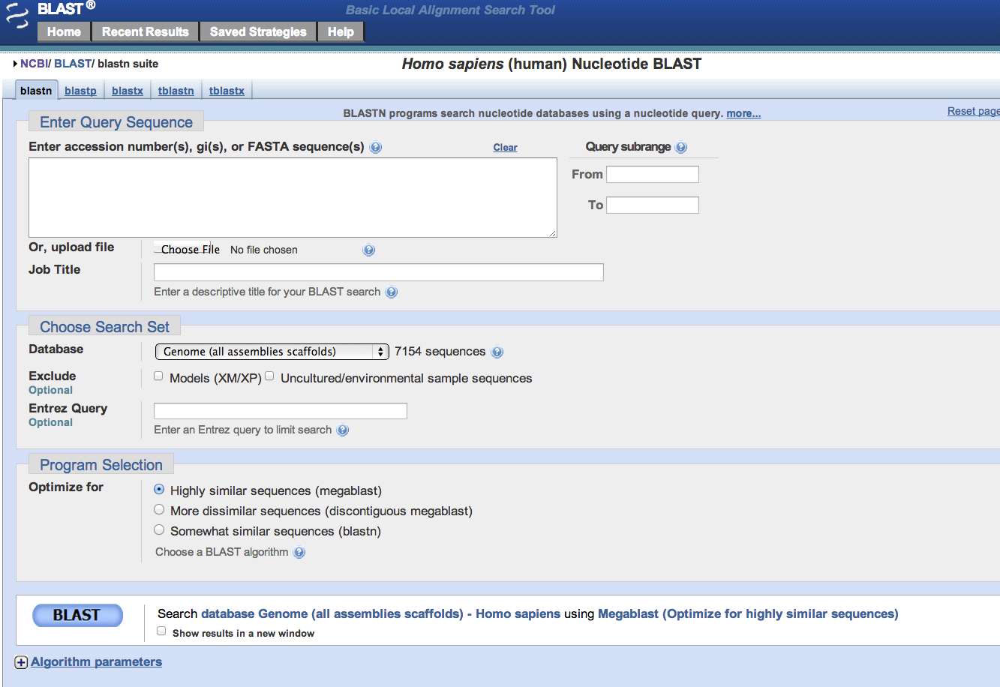 BLAST ®
Basic Local Alignment Search Tool
Home Recent Results Saved Strategies Help
NCBI/ BLAST/ blastn suite
Homo sapiens (human) Nucleotide BLAST
blastn blastp blastx tblastn tblastx
BLASTN programs search nucleotide databases using a nucleotide query. more...
Reset page
Enter Query Sequence
Enter accession number(s), gi(s), or FASTA sequence(s)
Clear
Query subrange
From
To
Or, upload file
Choose File No file chosen
Job Title
Enter a descriptive title for your BLAST search
Choose Search Set
Database
Genome (all assemblies scaffolds) 7154 sequences
Exclude
Optional
Models (XM/XP) Uncultured/environmental sample sequences
Entrez Query
Optional
Enter an Entrez query to limit search
Program Selection
Optimize for
Highly similar sequences (megablast)
More dissimilar sequences (discontiguous megablast)
Somewhat similar sequences (blastn)
Choose a BLAST algorithm
BLAST
Search database Genome (all assemblies scaffolds) - Homo sapiens using Megablast (Optimize for highly similar sequences)
Show results in a new window
Algorithm parameters